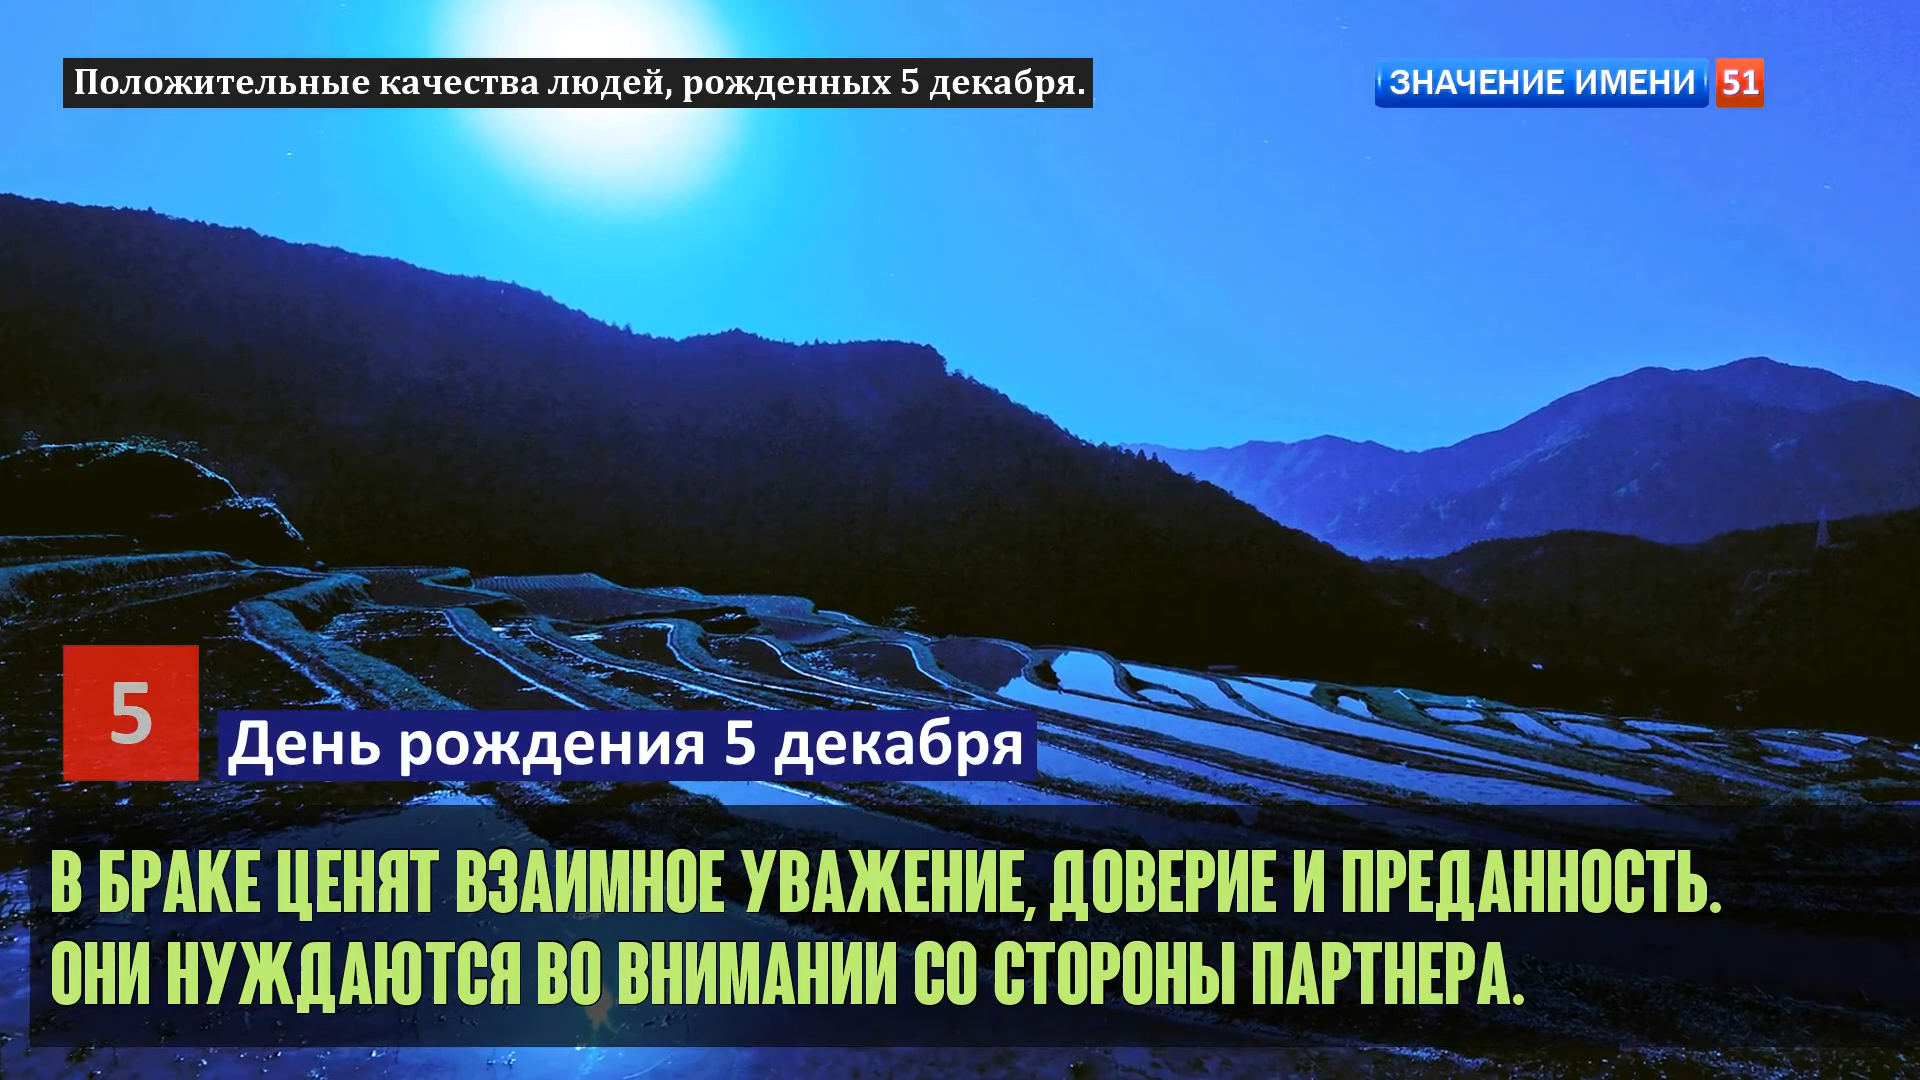 Положительные качества людей, рожденных 5 декабря.
ЗНАЧЕНИЕ ИМЕНИ 51
5
День рождения 5 декабря
В БРАКЕ ЦЕНЯТ ВЗАИМНОЕ УВАЖЕНИЕ, ДОВЕРИЕ И ПРЕДАННОСТЬ.
ОНИ НУЖДАЮТСЯ ВО ВНИМАНИИ СО СТОРОНЫ ПАРТНЕРА.